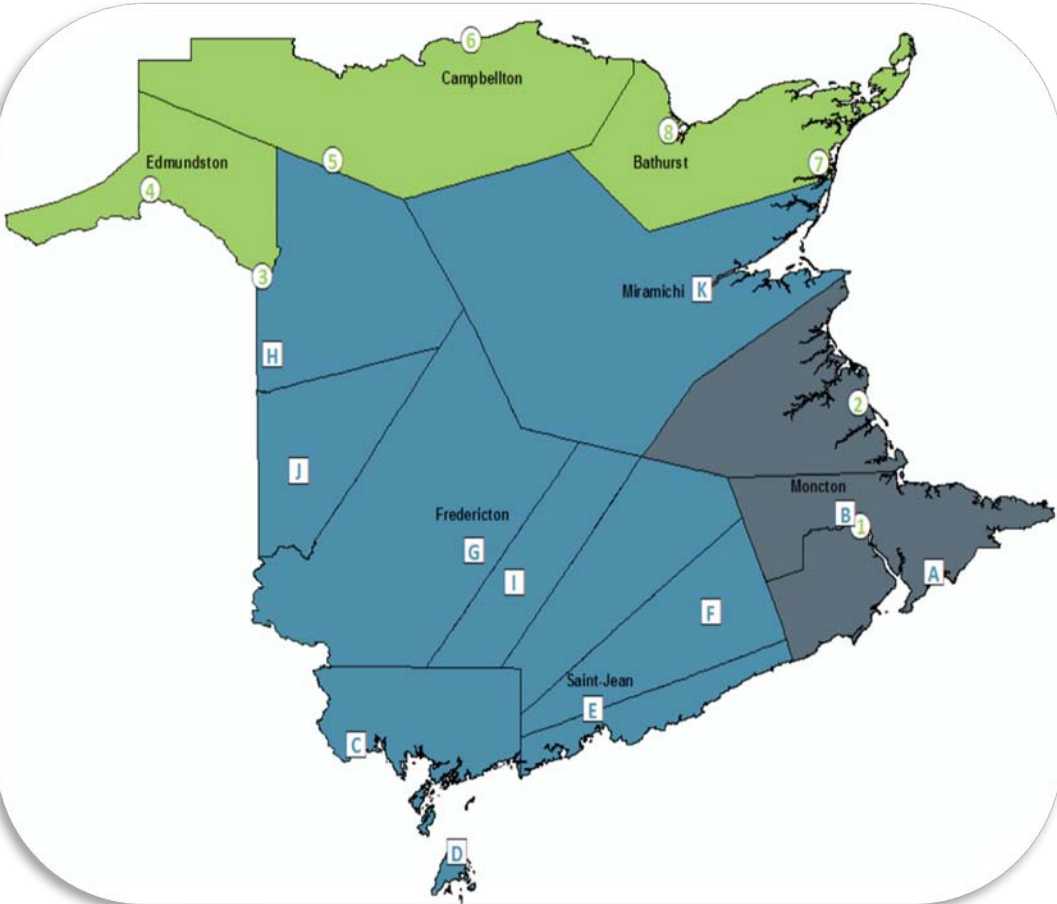 6
Campbellton
8
Bathurst
7
Edmundston
5
4
3
Miramichi K
H
2
J
Moncton
Fredericton
B
1
G
I
A
F
Saint-Jean
E
C
D